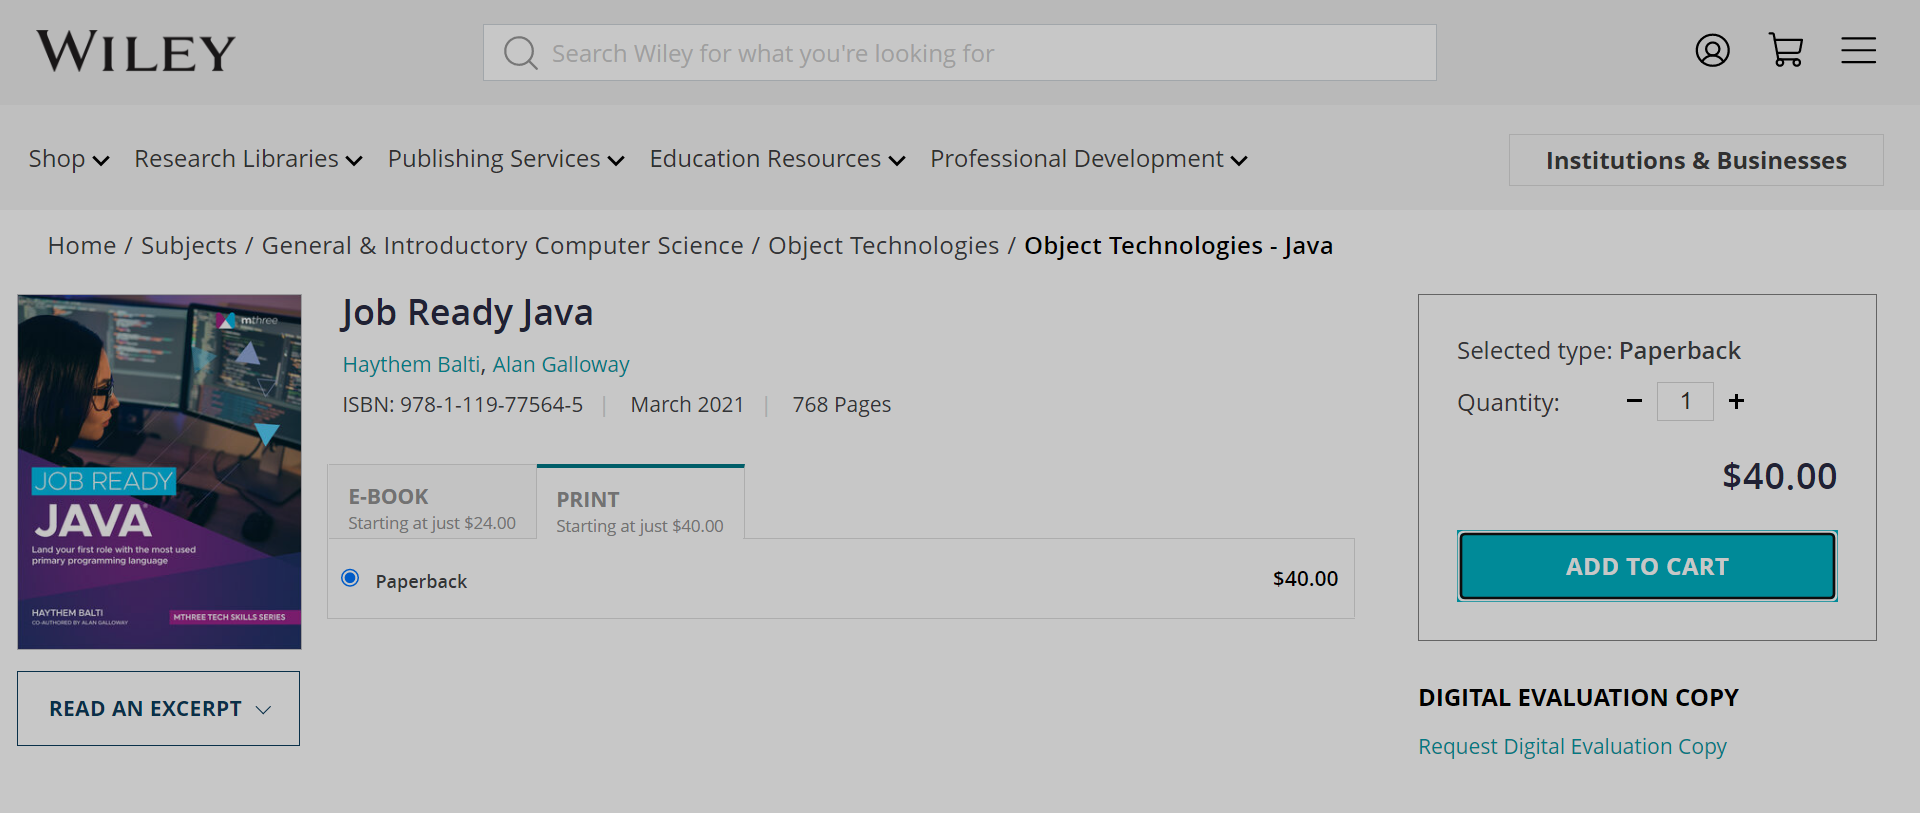 WILEY
Search Wiley for what you're looking for
Shop Research Libraries Publishing Services Education Resources Professional Development
Institutions & Businesses
Home / Subjects / General & Introductory Computer Science / Object Technologies / Object Technologies - Java
mthree
JOB READY
JAVA
Land your first role with the most used
primary programming language
HAYTHEM BALTI
CO-AUTHORED BY ALAN GALLOWAY
MTHREE TECH SKILLS SERIES
READ AN EXCERPT
Job Ready Java
Haythem Balti, Alan Galloway
ISBN: 978-1-119-77564-5 | March 2021 | 768 Pages
E-BOOK
Starting at just $24.00
PRINT
Starting at just $40.00
Paperback $40.00
Selected type: Paperback
Quantity: − 1 +
$40.00
ADD TO CART
DIGITAL EVALUATION COPY
Request Digital Evaluation Copy